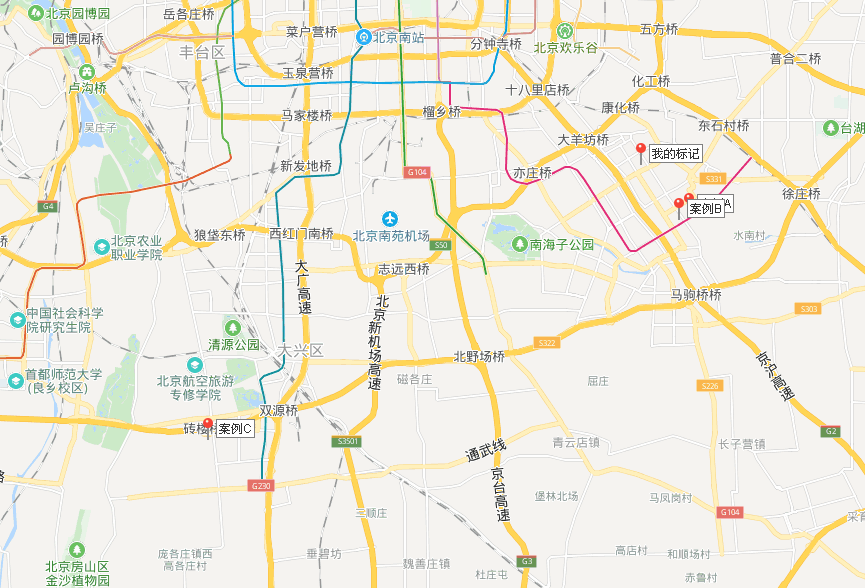 北京园博园
岳各庄桥
菜户营桥
北京南站
五方桥
园博园桥
分钟寺桥
北京欢乐谷
丰台区
普合二桥
玉泉营桥
化工桥
卢沟桥
十八里店桥
康化桥
马家楼桥
榴乡桥
吴庄子
东石村桥
台湖
大羊坊桥
我的标记
新发地桥
G104
亦庄桥
S331
徐庄桥
G4
案例B
A
北京农业
职业学院
狼垡东桥
西红门南桥
北京南苑机场
S50
南海子公园
水南村
桥
志远西桥
大广高速
马驹桥桥
北京新机场高速
S303
中国社会科学
院研究生院
清源公园
大兴区
S322
北野场桥
京沪高速
首都师范大学
(良乡校区)
北京航空旅游
专修学院
磁各庄
屈庄
S226
双源桥
砖楼
案例C
G2
S3501
通武线
青云店镇
长子营镇
路
G230
京台高速
堡林北场
马凤岗村
三顺庄
G104
采育
庞各庄镇西
高各庄村
垂碧坊
魏善庄镇
G3
高店村
和顺场村
北京房山区
金沙植物园
杜庄屯
赤鲁村